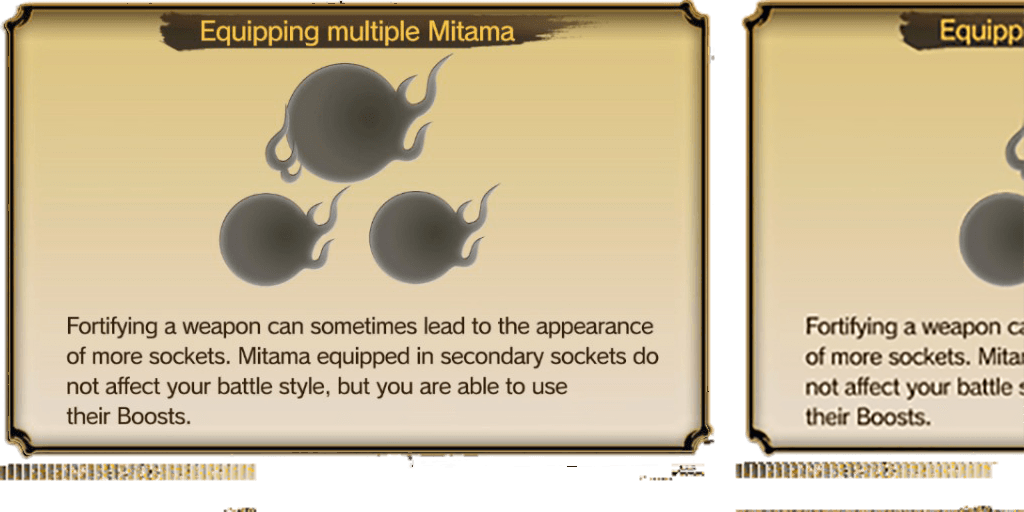 Equipping multiple Mitama
Fortifying a weapon can sometimes lead to the appearance
of more sockets. Mitama equipped in secondary sockets do
not affect your battle style, but you are able to use
their Boosts.
Equipp
Fortifying a weapon ca
of more sockets. Mita
not affect your battle s
their Boosts.